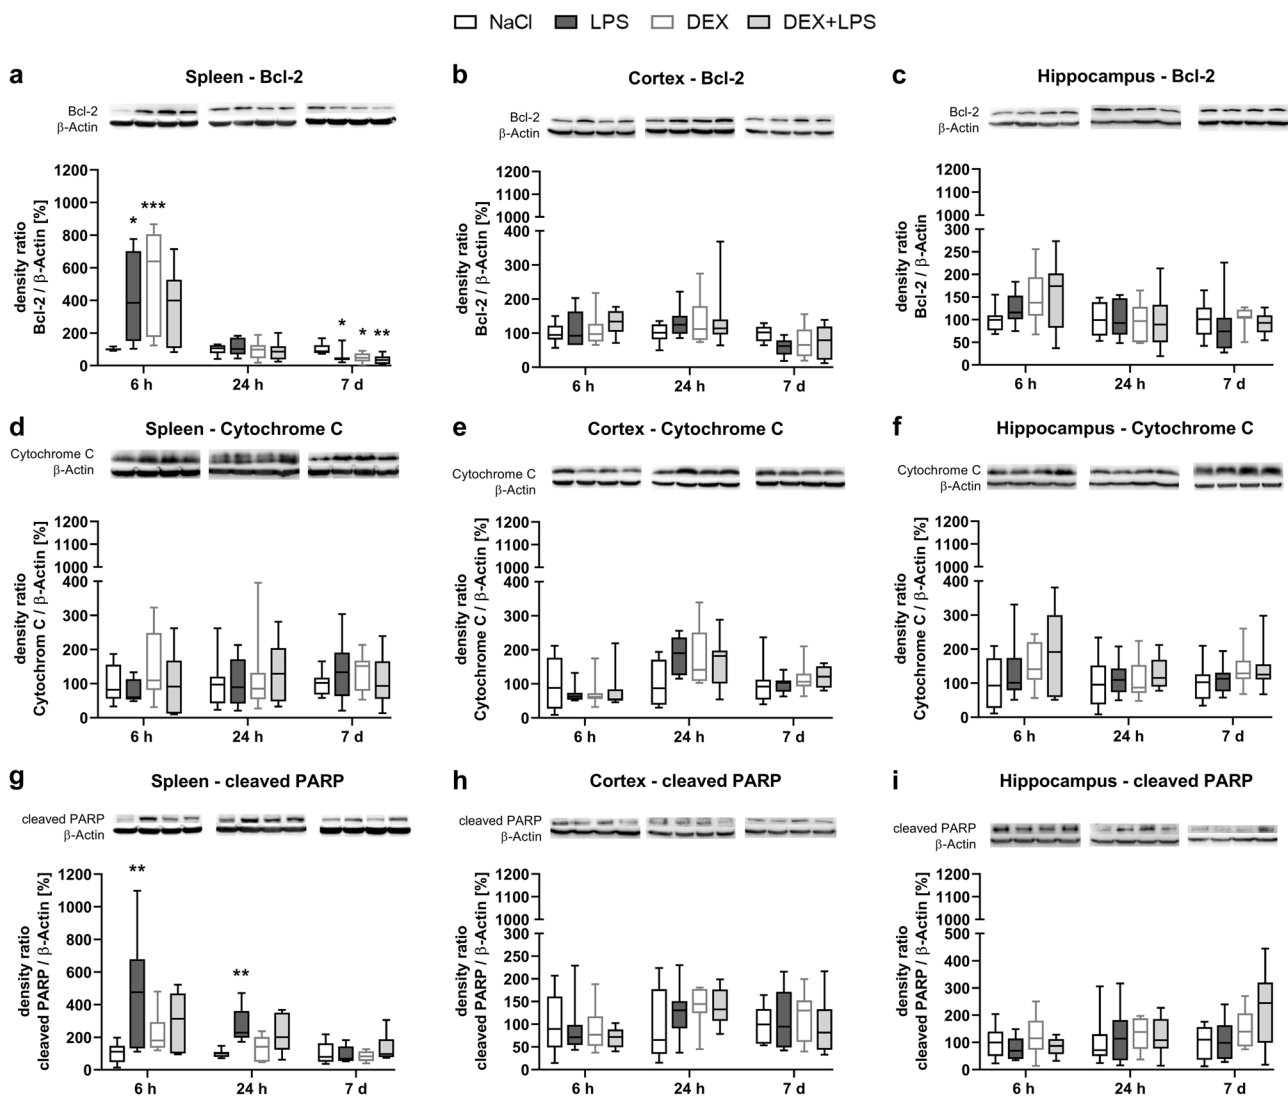 NaCl LPS DEX DEX+LPS
a Spleen - Bcl-2
Bcl-2
β-Actin
density ratio
Bcl-2 / β-Actin [%]
1200
1000
800
600
400
200
0
* *** * * **
6 h 24 h 7 d
b Cortex - Bcl-2
Bcl-2
β-Actin
density ratio
Bcl-2 / β-Actin [%]
1200
1100
1000
400
300
200
100
0
6 h 24 h 7 d
c Hippocampus - Bcl-2
Bcl-2
β-Actin
density ratio
Bcl-2 / β-Actin
1200
1100
1000
300
200
150
100
50
0
6 h 24 h 7 d
d Spleen - Cytochrome C
Cytochrome C
β-Actin
density ratio
Cytochrom C / β-Actin [%]
1200
1100
1000
400
300
200
100
0
6 h 24 h 7 d
e Cortex - Cytochrome C
Cytochrome C
β-Actin
density ratio
Cytochrome C / β-Actin [%]
1200
1100
1000
400
300
200
100
0
6 h 24 h 7 d
f Hippocampus - Cytochrome C
Cytochrome C
β-Actin
density ratio
Cytochrome C / β-Actin [%]
1200
1100
1000
400
300
200
100
0
6 h 24 h 7 d
g Spleen - cleaved PARP
cleaved PARP
β-Actin
density ratio
cleaved PARP / β-Actin [%]
1200
1000
800
600
400
200
0
** **
6 h 24 h 7 d
h Cortex - cleaved PARP
cleaved PARP
β-Actin
density ratio
cleaved PARP / β-Actin [%]
1200
1100
1000
300
250
200
150
100
50
0
6 h 24 h 7 d
i Hippocampus - cleaved PARP
cleaved PARP
β-Actin
density ratio
cleaved PARP / β-Actin [%]
1200
1100
1000
500
400
300
200
100
0
6 h 24 h 7 d